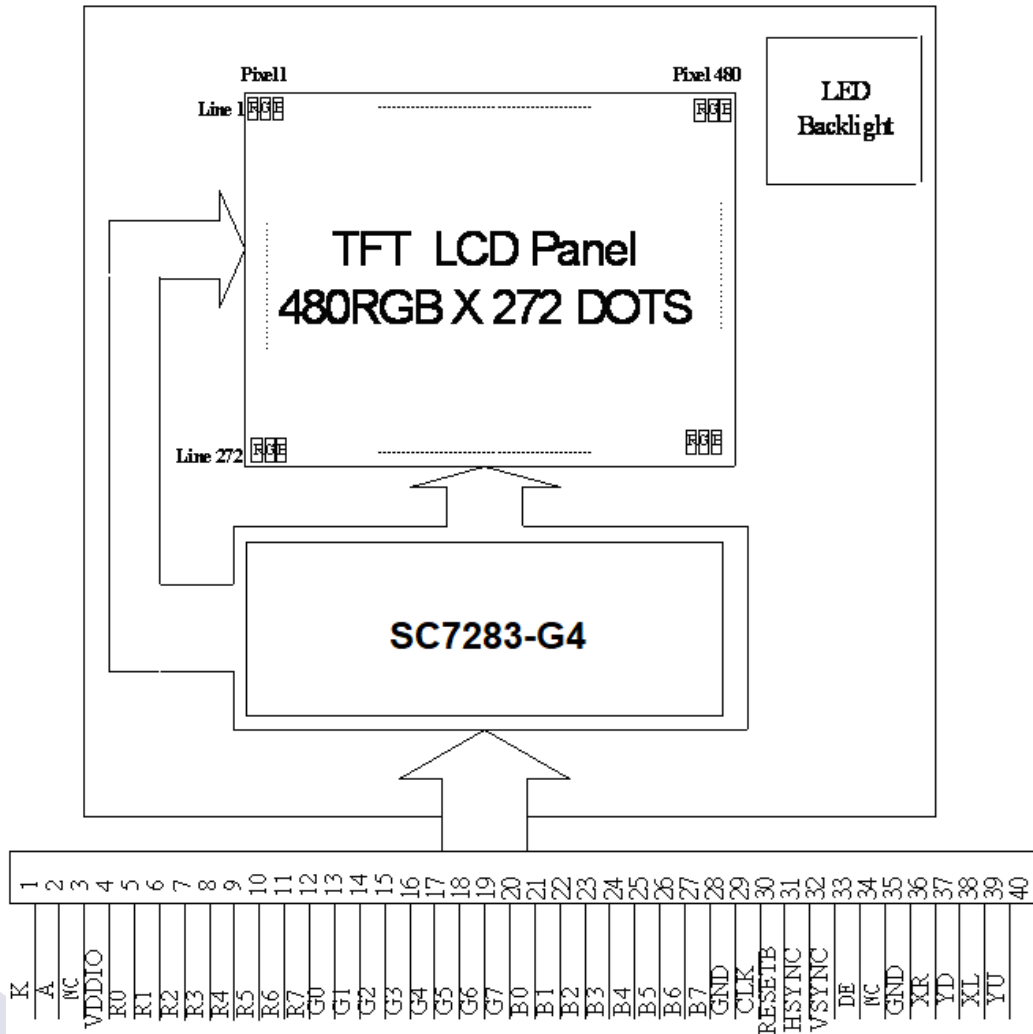 Pixel1
Pixel 480
Line 1
RGB
RGB
LED
Backlight
TFT LCD Panel
480RGB X 272 DOTS
Line 272
RGB
RGB
SC7283-G4
1 2 3 4 5 6 7 8 9 10 11 12 13 14 15 16 17 18 19 20 21 22 23 24 25 26 27 28 29 30 31 32 33 34 35 36 37 38 39 40
K A NC VDDIO R0 R1 R2 R3 R4 R5 R6 R7 G0 G1 G2 G3 G4 G5 G6 G7 B0 B1 B2 B3 B4 B5 B6 B7 GND CLK RESETB HSYNC VSYNC DE NC GND XR YD XL YU